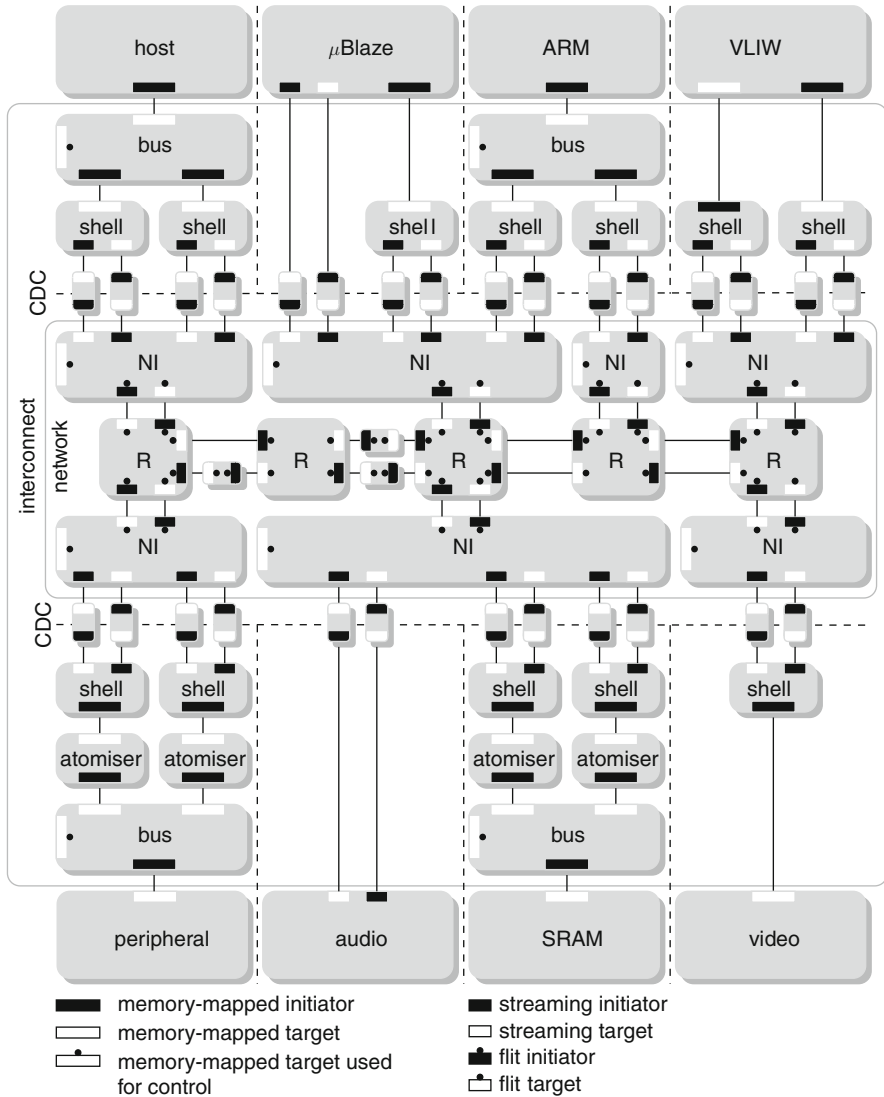 host μBlaze ARM VLIW
bus bus
shell shell shell shell shell shell shell
CDC
NI NI NI NI
interconnect
network
R R R R R
NI NI NI
CDC
shell shell shell shell shell
atomiser atomiser atomiser atomiser
bus bus
peripheral audio SRAM video
memory-mapped initiator
memory-mapped target
memory-mapped target used
for control
streaming initiator
streaming target
flit initiator
flit target